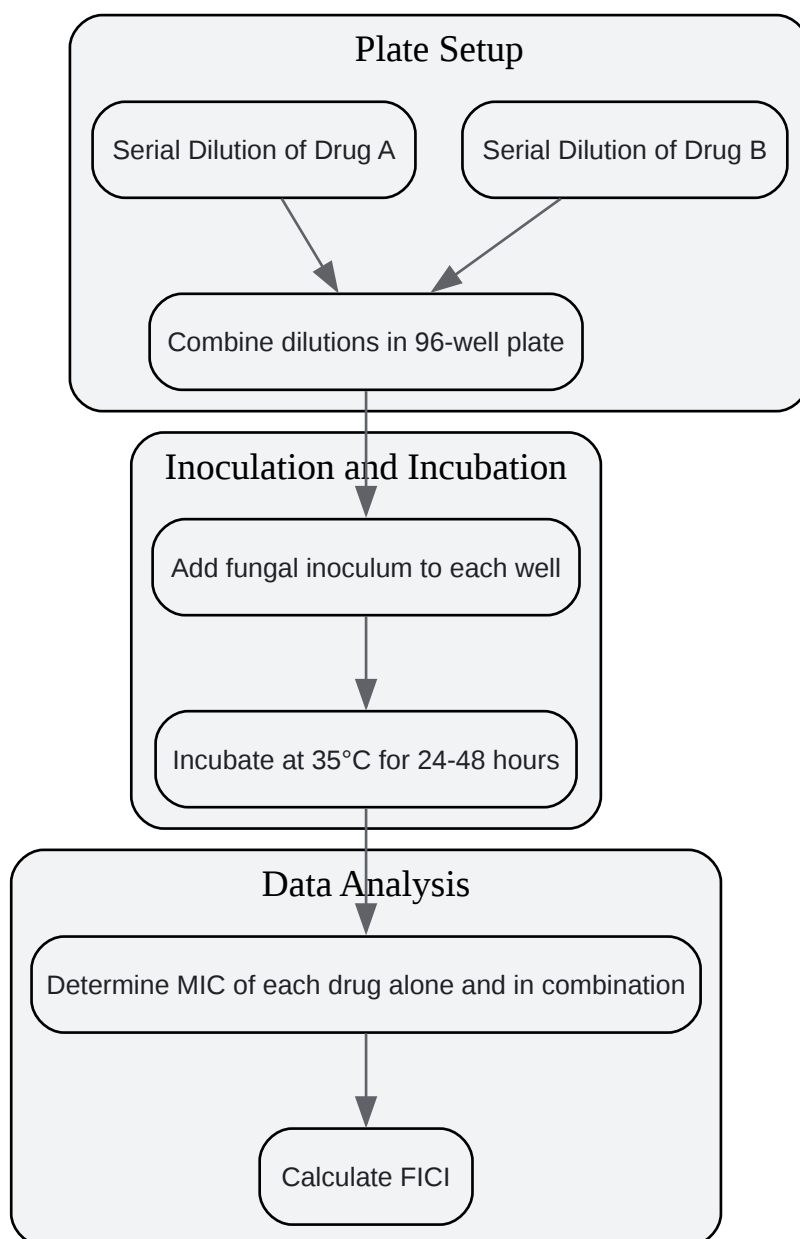 Plate Setup
Serial Dilution of Drug A
Serial Dilution of Drug B
Combine dilutions in 96-well plate
Inoculation and Incubation
Add fungal inoculum to each well
Incubate at 35°C for 24-48 hours
Data Analysis
Determine MIC of each drug alone and in combination
Calculate FICI